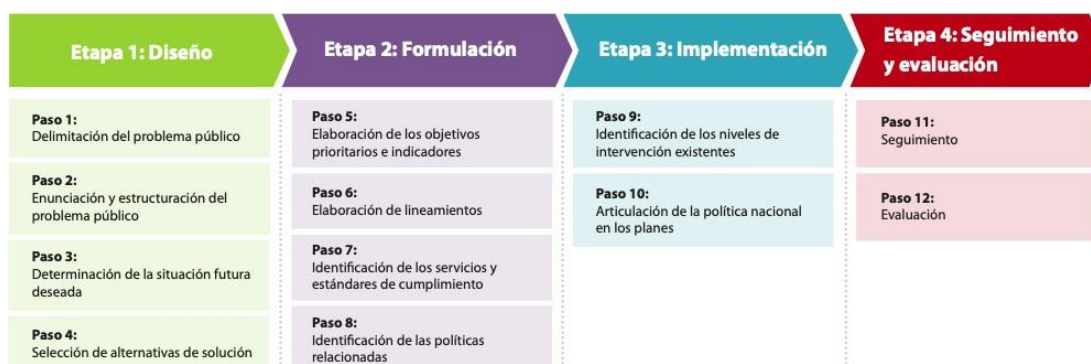 Etapa 1: Diseño
Paso 1:
Delimitación del problema público
Paso 2:
Enunciación y estructuración del
problema público
Paso 3:
Determinación de la situación futura
deseada
Paso 4:
Selección de alternativas de solución
Etapa 2: Formulación
Paso 5:
Elaboración de los objetivos
prioritarios e indicadores
Paso 6:
Elaboración de lineamientos
Paso 7:
Identificación de los servicios y
estándares de cumplimiento
Paso 8:
Identificación de las políticas
relacionadas
Etapa 3: Implementación
Paso 9:
Identificación de los niveles de
intervención existentes
Paso 10:
Articulación de la política nacional
en los planes
Etapa 4: Seguimiento
y evaluación
Paso 11:
Seguimiento
Paso 12:
Evaluación